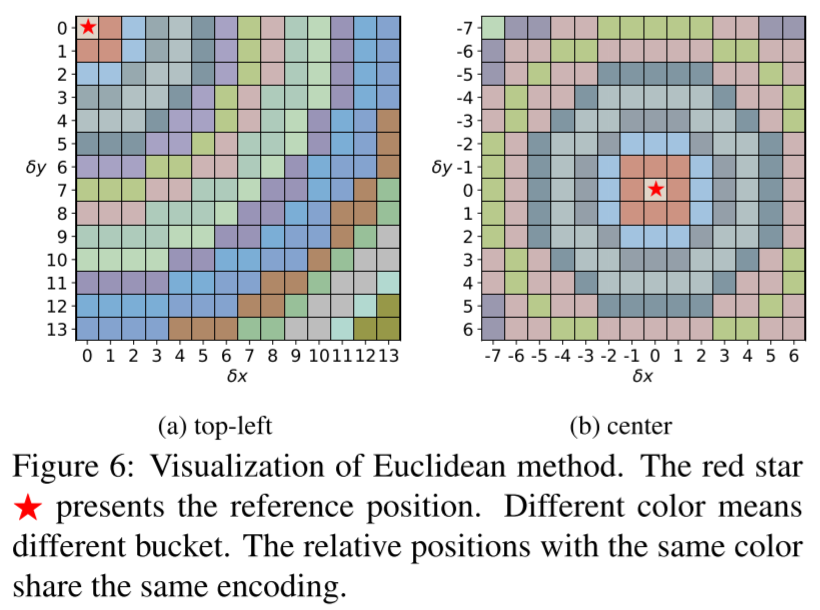 0
1
2
3
4
5
δy 6
7
8
9
10
11
12
13
0 1 2 3 4 5 6 7 8 9 10 11 12 13
δx
(a) top-left
-7
-6
-5
-4
-3
-2
δy -1
0
1
2
3
4
5
6
-7 -6 -5 -4 -3 -2 -1 0 1 2 3 4 5 6
δx
(b) center
Figure 6: Visualization of Euclidean method. The red star
★ presents the reference position. Different color means
different bucket. The relative positions with the same color
share the same encoding.